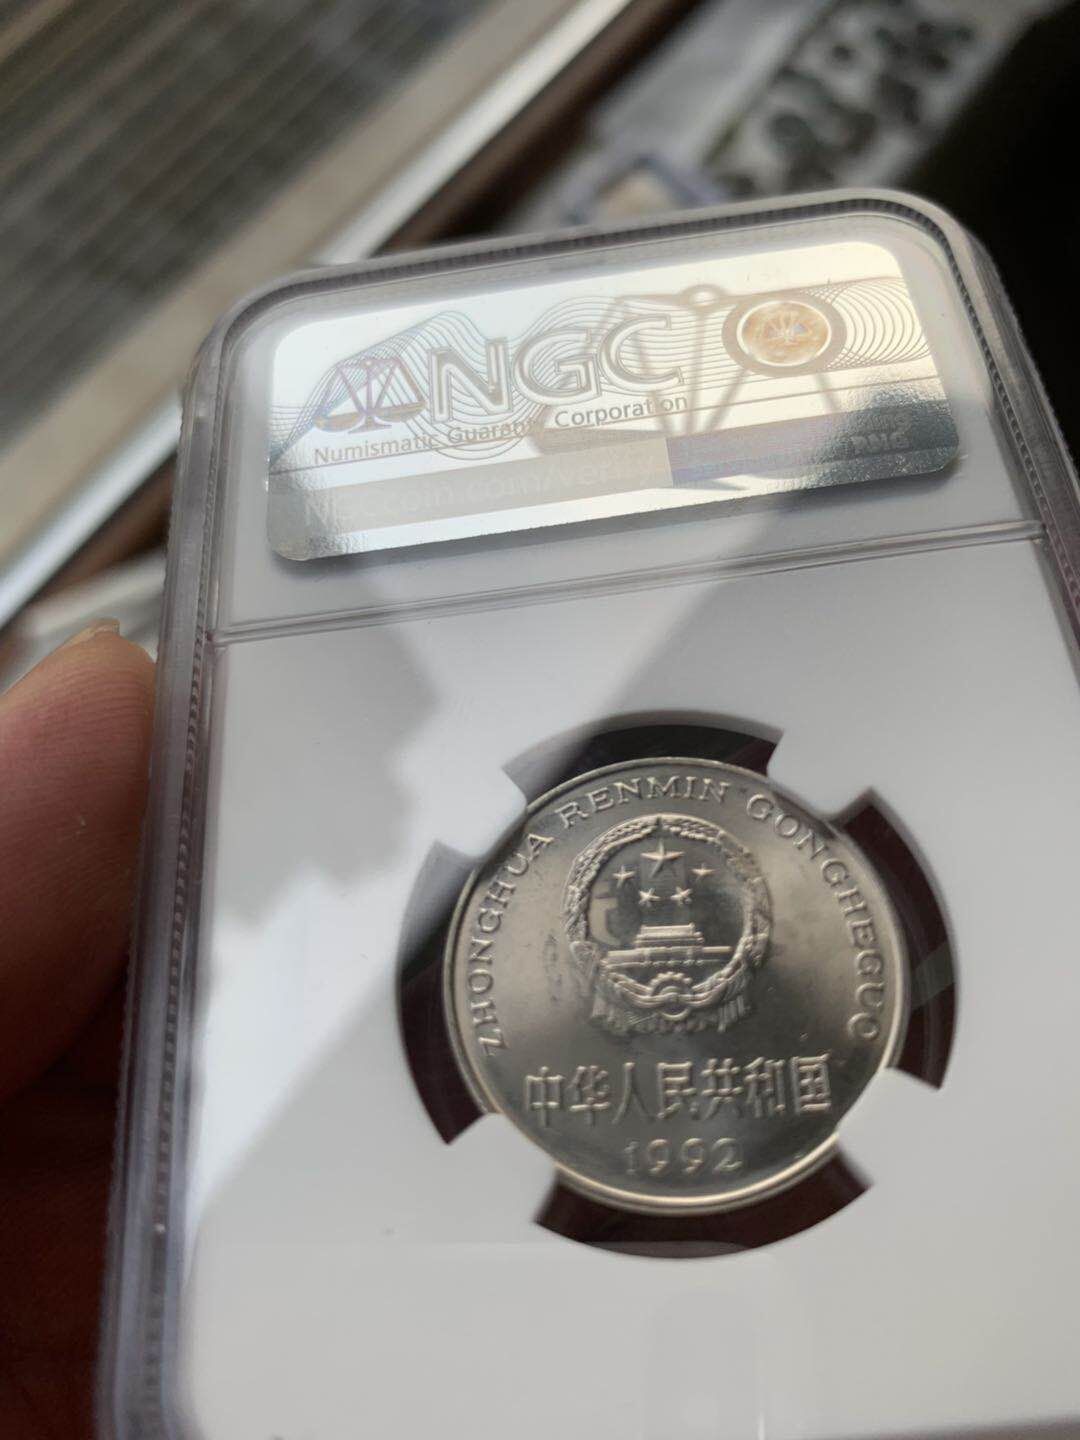 NGC
Numismatic Guaranty Corporation
ZHONGHUA RENMIN GONGHEGUO
中华人民共和国
1992